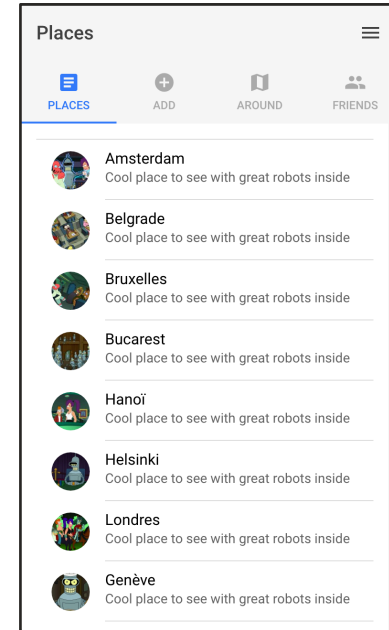 Places
PLACES
ADD
AROUND
FRIENDS
Amsterdam
Cool place to see with great robots inside
Belgrade
Cool place to see with great robots inside
Bruxelles
Cool place to see with great robots inside
Bucarest
Cool place to see with great robots inside
Hanoï
Cool place to see with great robots inside
Helsinki
Cool place to see with great robots inside
Londres
Cool place to see with great robots inside
Genève
Cool place to see with great robots inside